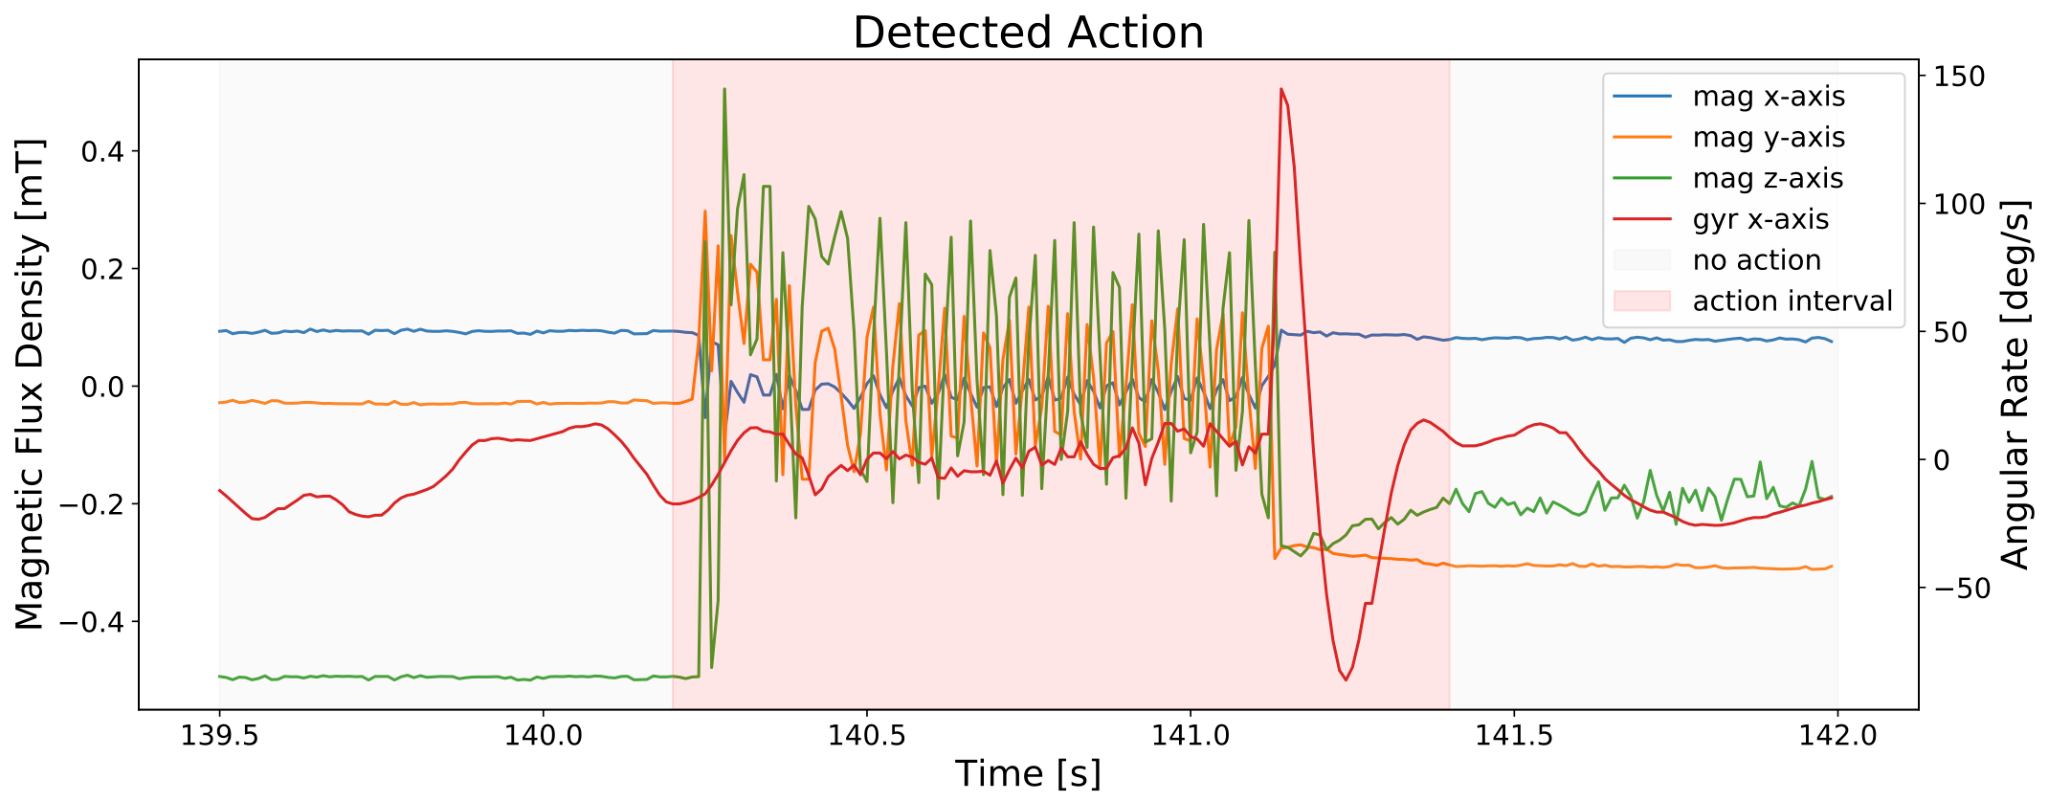 Detected Action
Magnetic Flux Density [mT]
0.4
0.2
0.0
−0.2
−0.4
mag x-axis
mag y-axis
mag z-axis
gyr x-axis
no action
action interval
150
100
50
0
−50
Angular Rate [deg/s]
139.5 140.0 140.5 141.0 141.5 142.0
Time [s]